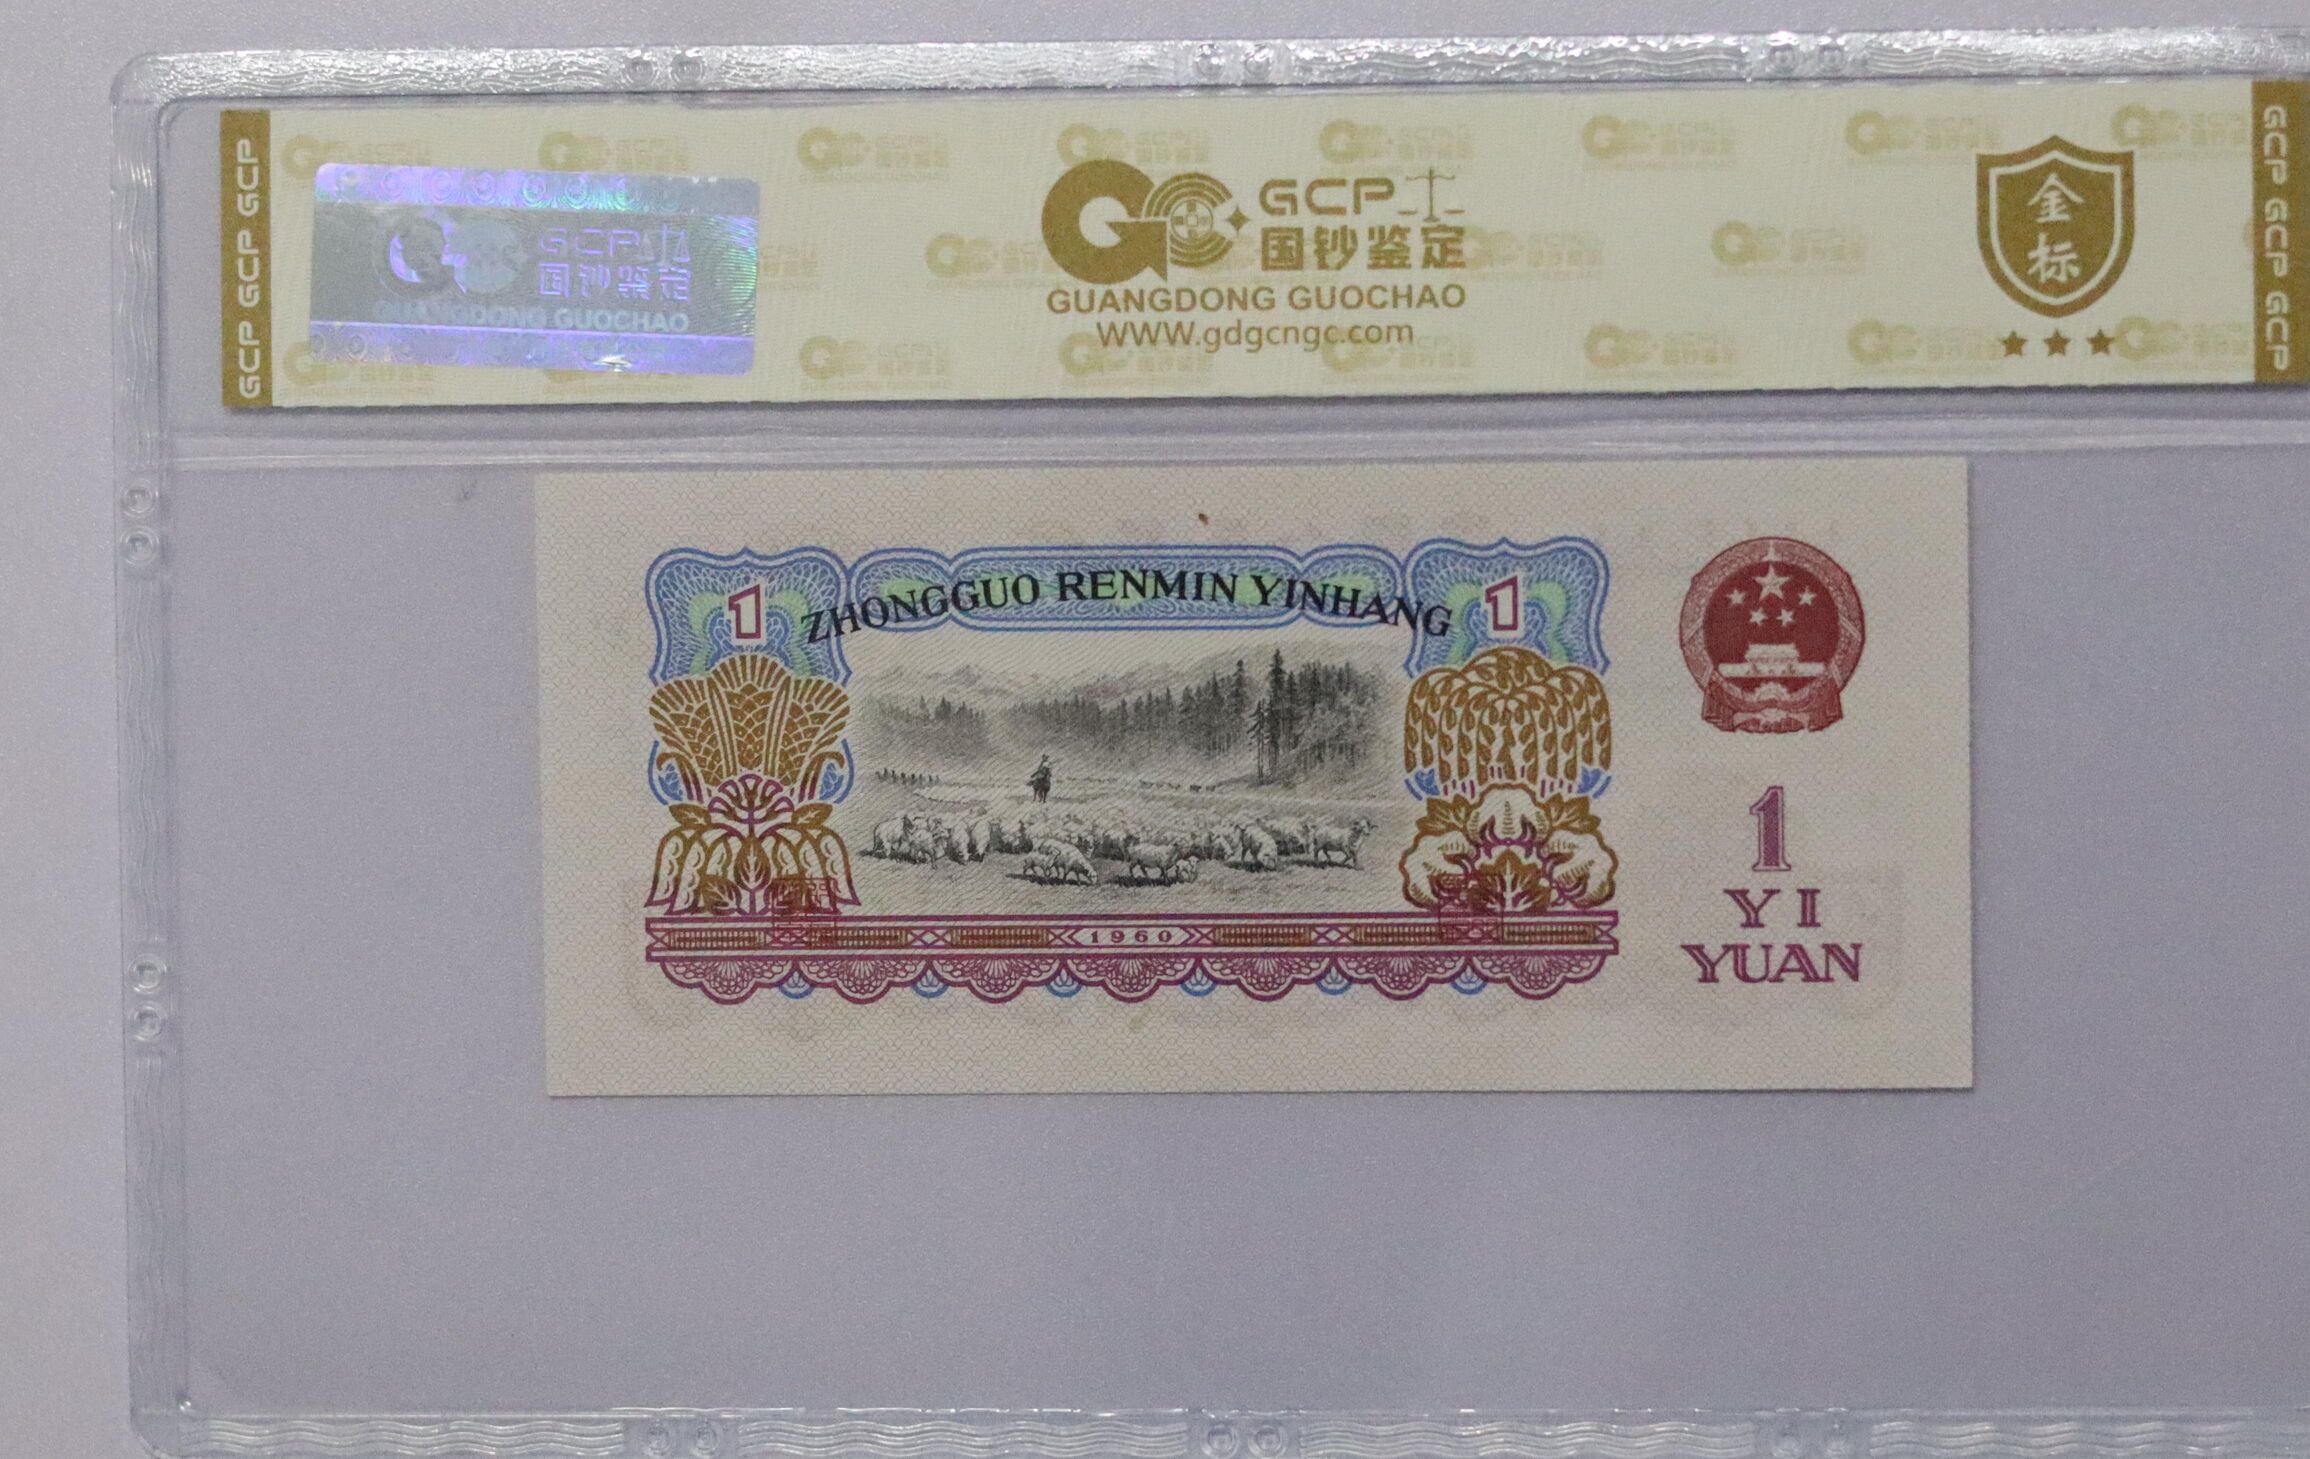 GCP GCP GCP
GCP
国钞鉴定
GUANGDONG GUOCHAO
GCP
国钞鉴定
GUANGDONG GUOCHAO
WWW.gdgcngc.com
金
标
GCP GCP GCP
1
ZHONGGUO RENMIN YINHANG
1
1960
1
YI
YUAN